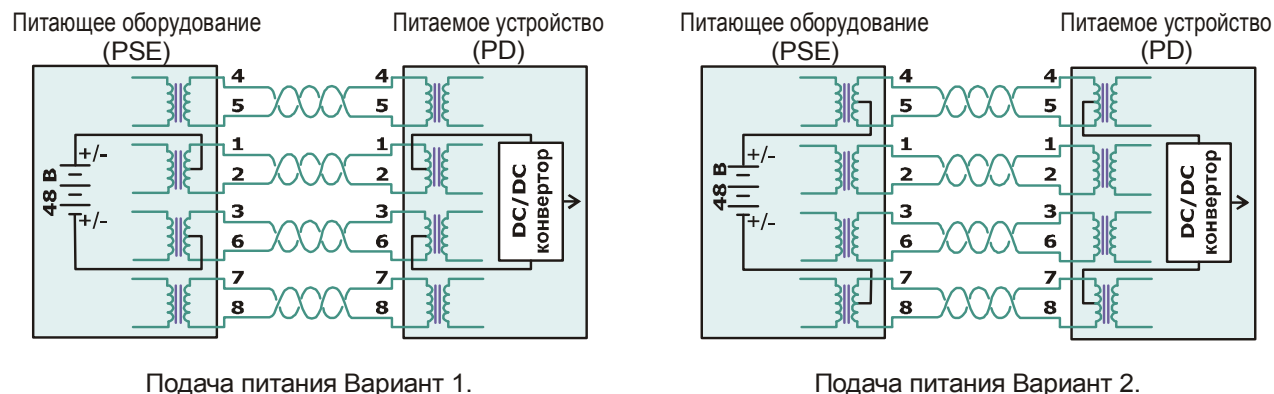 Питающее оборудование
(PSE)
Питаемое устройство
(PD)
4
5
1
2
3
6
7
8
4
5
1
2
3
6
7
8
+/-
48 В
+/-
DC/DC
конвертор
Подача питания Вариант 1.
Питающее оборудование
(PSE)
Питаемое устройство
(PD)
4
5
1
2
3
6
7
8
4
5
1
2
3
6
7
8
+/-
48 В
+/-
DC/DC
конвертор
Подача питания Вариант 2.